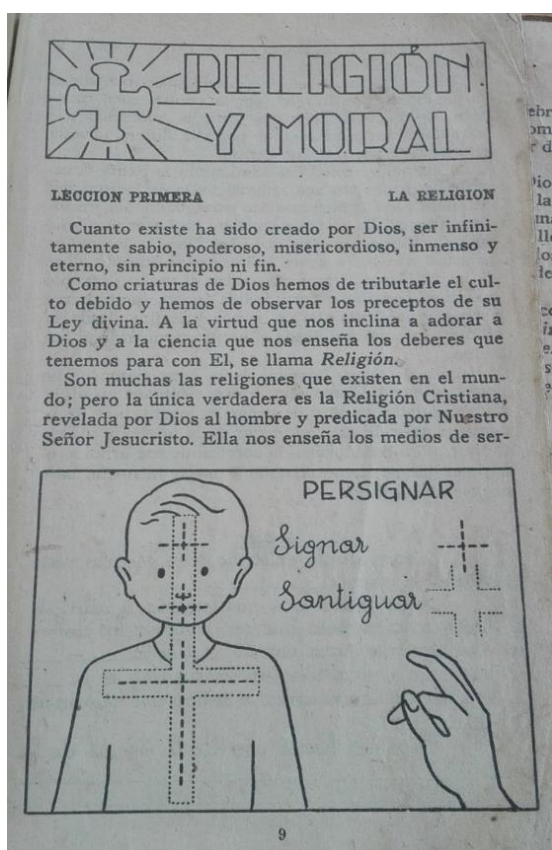 RELIGIÓN
Y MORAL
LECCION PRIMERA LA RELIGION
Cuanto existe ha sido creado por Dios, ser infini-
tamente sabio, poderoso, misericordioso, inmenso y
eterno, sin principio ni fin.
Como criaturas de Dios hemos de tributarle el cul-
to debido y hemos de observar los preceptos de su
Ley divina. A la virtud que nos inclina a adorar a
Dios y a la ciencia que nos enseña los deberes que
tenemos para con El, se llama Religión.
Son muchas las religiones que existen en el mun-
do; pero la única verdadera es la Religión Cristiana,
revelada por Dios al hombre y predicada por Nuestro
Señor Jesucristo. Ella nos enseña los medios de ser-
PERSIGNAR
Signar
Santiguar
9